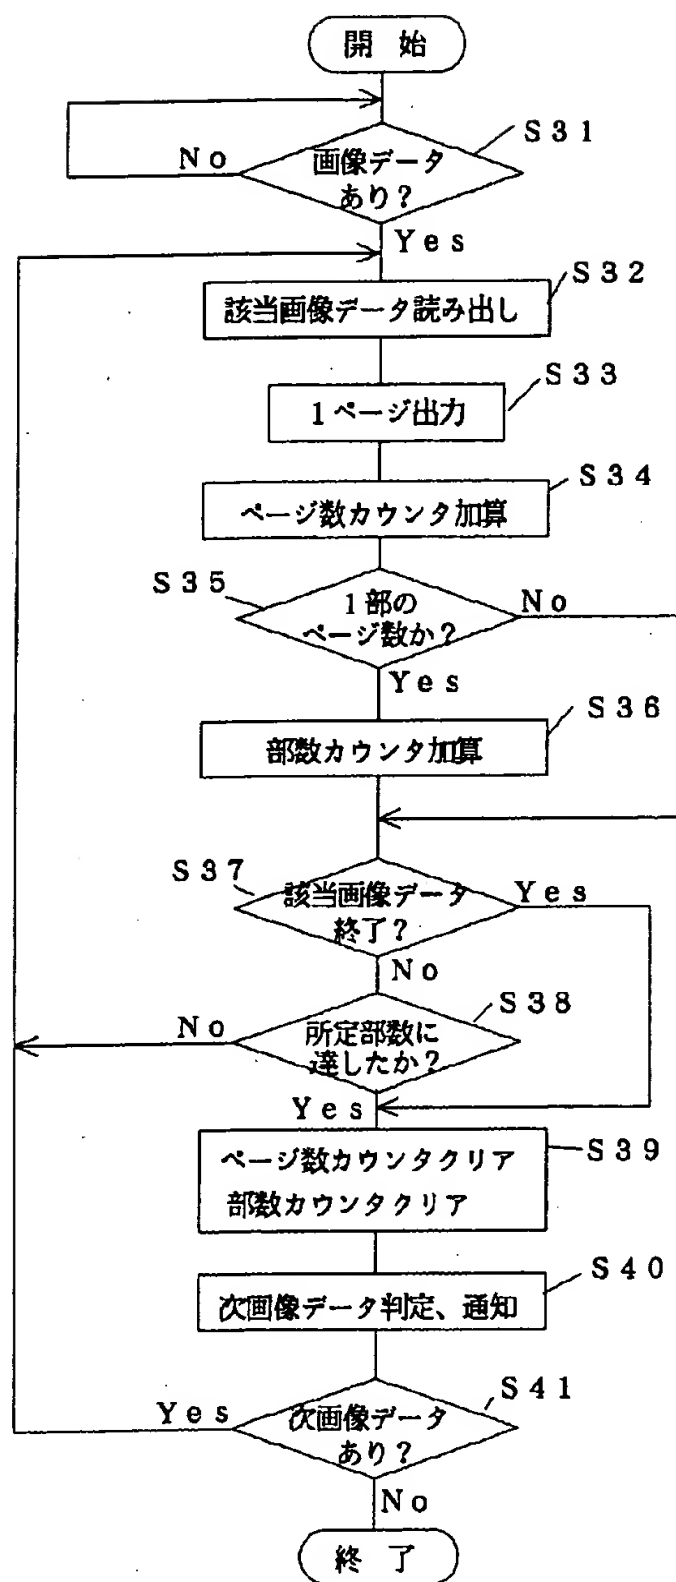 開 始
S31
No
画像データ
あり?
Yes
S32
該当画像データ読み出し
S33
1ページ出力
S34
ページ数カウンタ加算
S35
1部の
ページ数か?
No
Yes
S36
部数カウンタ加算
S37
該当画像データ
終了?
Yes
No
S38
No
所定部数に
達したか?
Yes
S39
ページ数カウンタクリア
部数カウンタクリア
S40
次画像データ判定、通知
S41
Yes
次画像データ
あり?
No
終 了